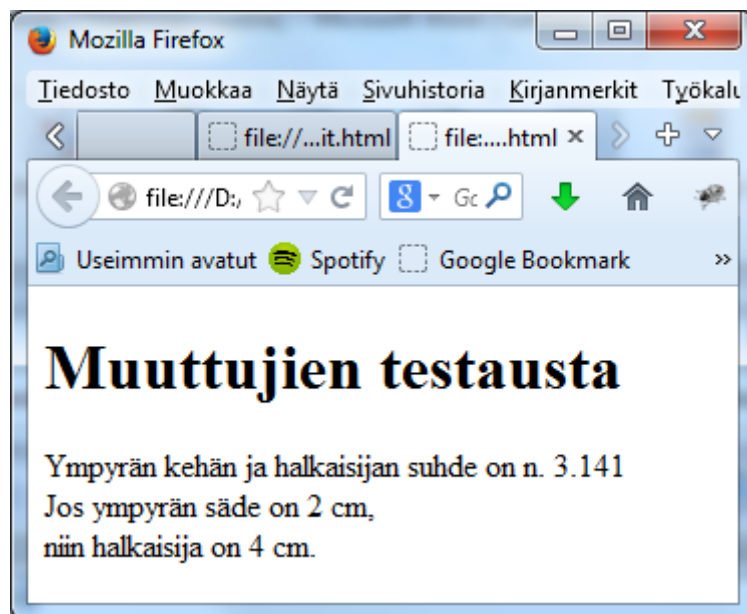 Mozilla Firefox
Tiedosto Muokkaa Näytä Sivuhistoria Kirjanmerkit Työkalu
file://...it.html file:....html
file:///D:/ 8 Go
Useimmin avatut Spotify Google Bookmark »
Muuttujien testausta
Ympyrän kehän ja halkaisijan suhde on n. 3.141
Jos ympyrän säde on 2 cm,
niin halkaisija on 4 cm.